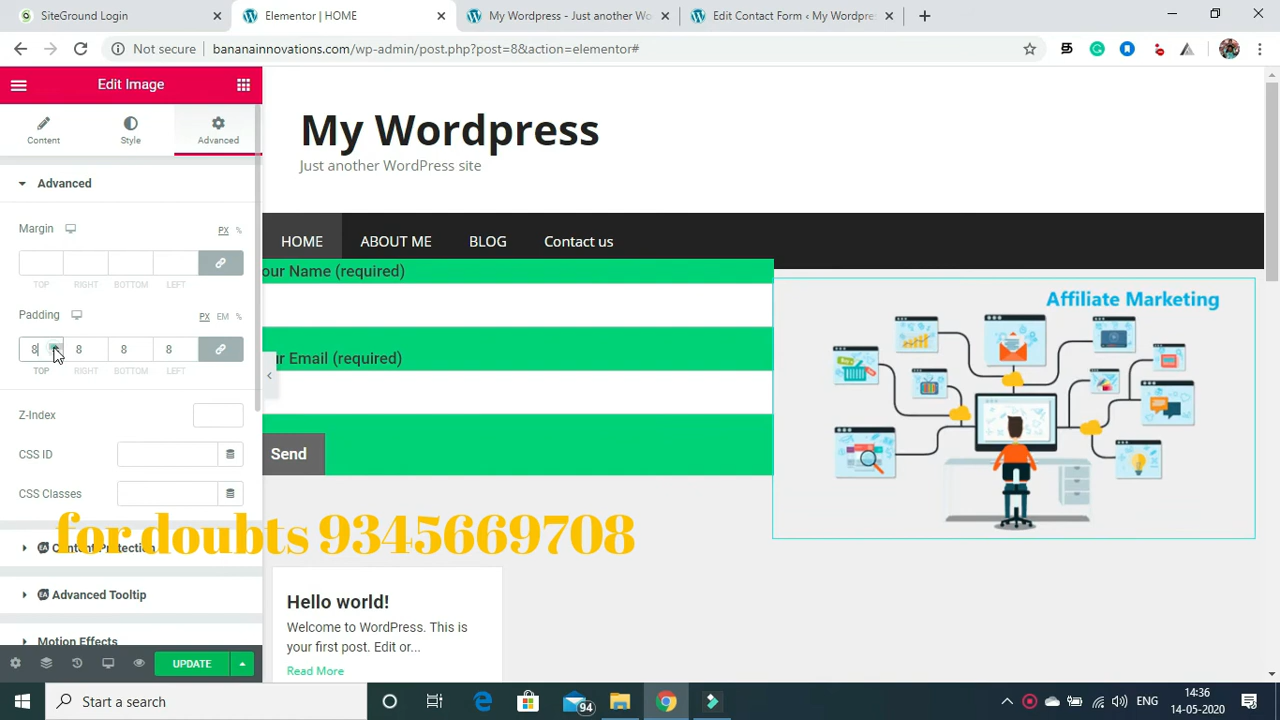 SiteGround Login
Elementor | HOME
My Wordpress - Just another Wo
Edit Contact Form ‹ My Wordpres
Not secure
bananainnovations.com/wp-admin/post.php?post=8&action=elementor#
Edit Image
Content
Style
Advanced
Advanced
Margin
PX %
TOP RIGHT BOTTOM LEFT
Padding
PX EM %
8 8 8 8
TOP RIGHT BOTTOM LEFT
Z-Index
CSS ID
CSS Classes
Content Protection
Advanced Tooltip
Motion Effects
UPDATE
My Wordpress
Just another WordPress site
HOME ABOUT ME BLOG Contact us
our Name (required)
ur Email (required)
Send
Affiliate Marketing
for doubts 9345669708
Hello world!
Welcome to WordPress. This is
your first post. Edit or...
Read More
Start a search
94
ENG
14:36
14-05-2020